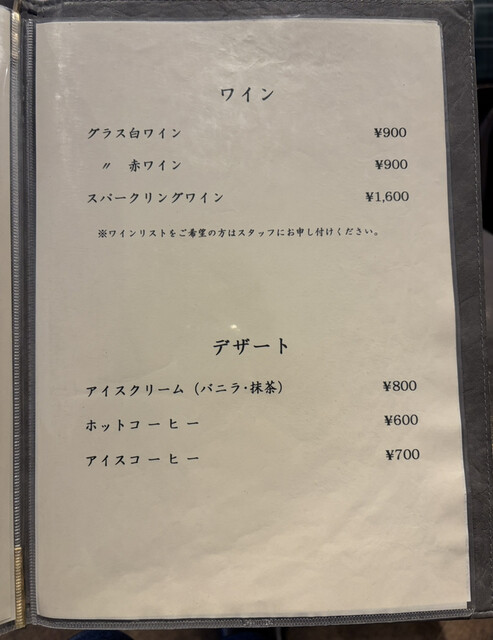 ワイン
グラス白ワイン ¥900
〃 赤ワイン ¥900
スパークリングワイン ¥1,600
※ワインリストをご希望の方はスタッフにお申し付けください。
デザート
アイスクリーム（バニラ･抹茶） ¥800
ホットコーヒー ¥600
アイスコーヒー ¥700